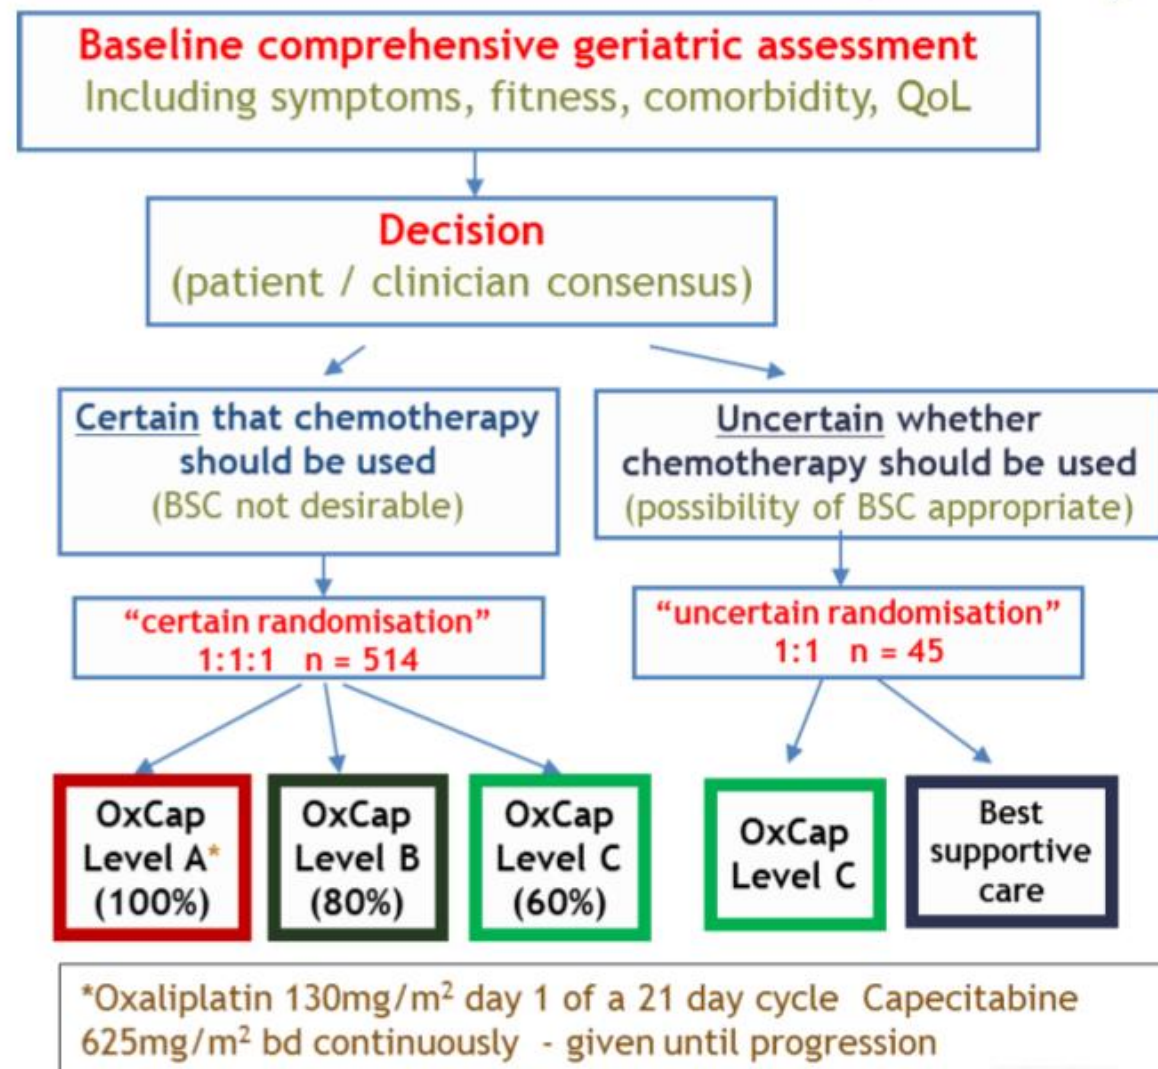 Baseline comprehensive geriatric assessment
Including symptoms, fitness, comorbidity, QoL
Decision
(patient / clinician consensus)
Certain that chemotherapy
should be used
(BSC not desirable)
Uncertain whether
chemotherapy should be used
(possibility of BSC appropriate)
“certain randomisation”
1:1:1 n = 514
“uncertain randomisation”
1:1 n = 45
OxCap
Level A*
(100%)
OxCap
Level B
(80%)
OxCap
Level C
(60%)
OxCap
Level C
Best
supportive
care
*Oxaliplatin 130mg/m² day 1 of a 21 day cycle Capecitabine
625mg/m² bd continuously - given until progression